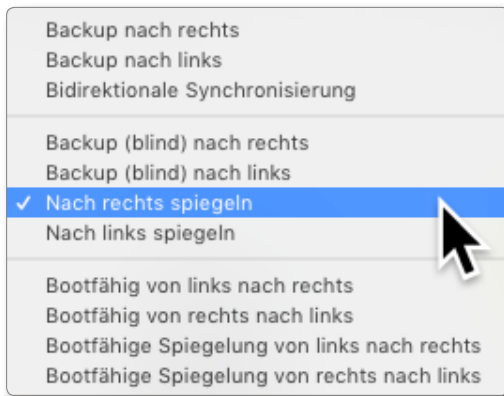 Backup nach rechts
Backup nach links
Bidirektionale Synchronisierung
Backup (blind) nach rechts
Backup (blind) nach links
✓ Nach rechts spiegeln
Nach links spiegeln
Bootfähig von links nach rechts
Bootfähig von rechts nach links
Bootfähige Spiegelung von links nach rechts
Bootfähige Spiegelung von rechts nach links